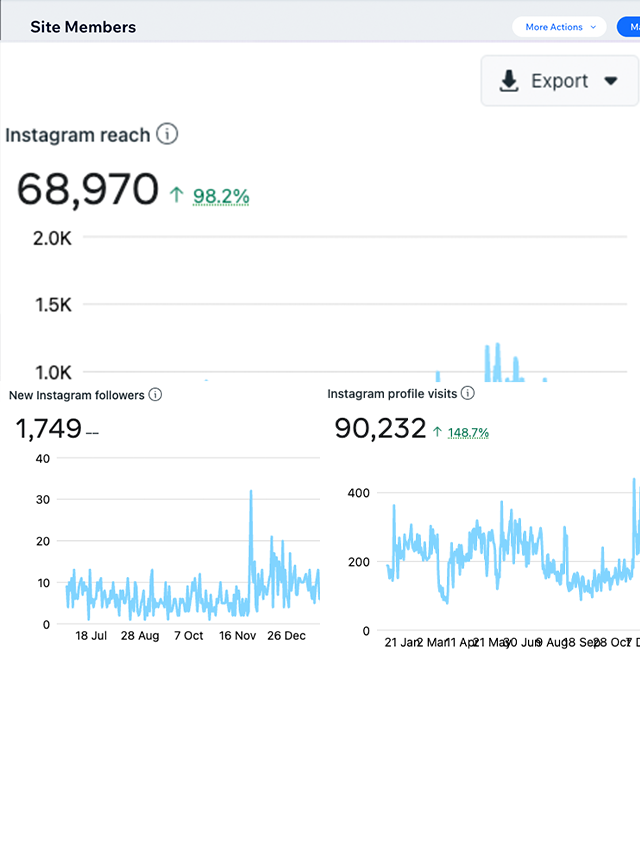 Site Members
More Actions
Export
Instagram reach
68,970 ↑ 98.2%
2.0K
1.5K
1.0K
New Instagram followers
1,749 --
40
30
20
10
0
18 Jul 28 Aug 7 Oct 16 Nov 26 Dec
Instagram profile visits
90,232 ↑ 148.7%
400
200
0
21 Jan 2 Mar 11 Apr 21 May 30 Jun 9 Aug 18 Sep 28 Oct